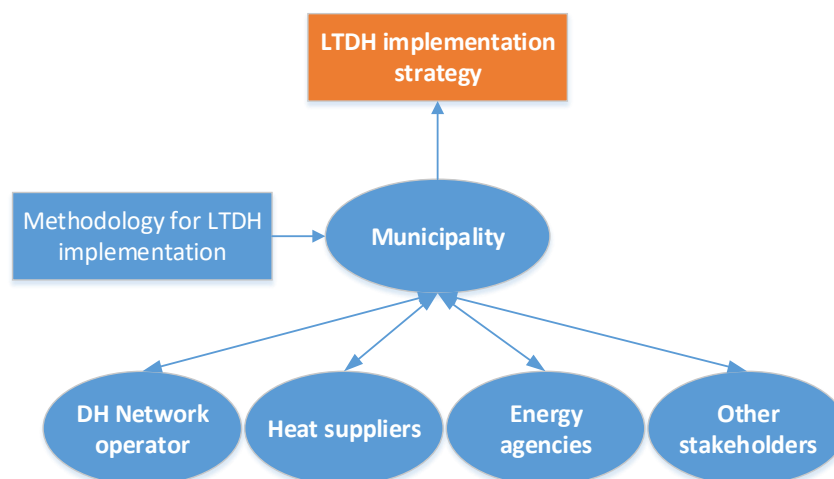 LTDH implementation
strategy
Methodology for LTDH
implementation
Municipality
DH Network
operator
Heat suppliers
Energy
agencies
Other
stakeholders